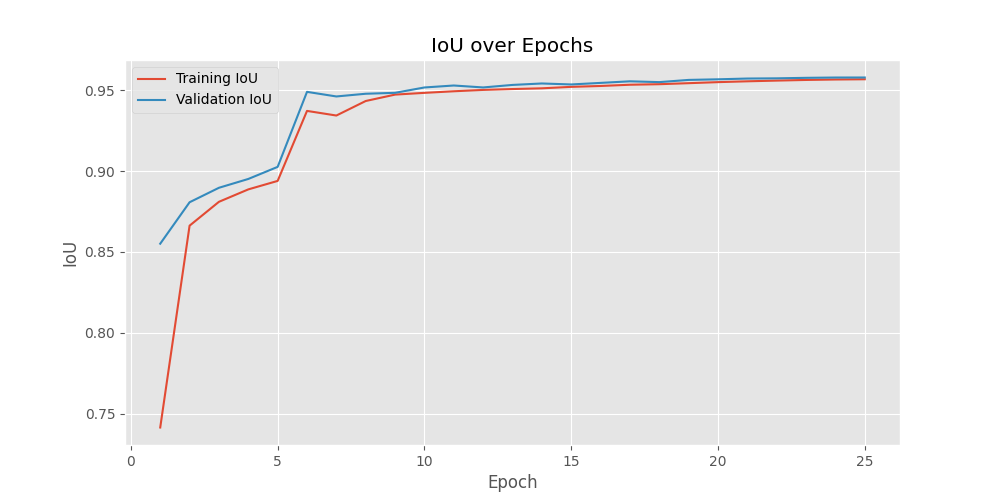 IoU over Epochs
Training IoU
Validation IoU
0.95
0.90
0.85
0.80
0.75
IoU
0 5 10 15 20 25
Epoch